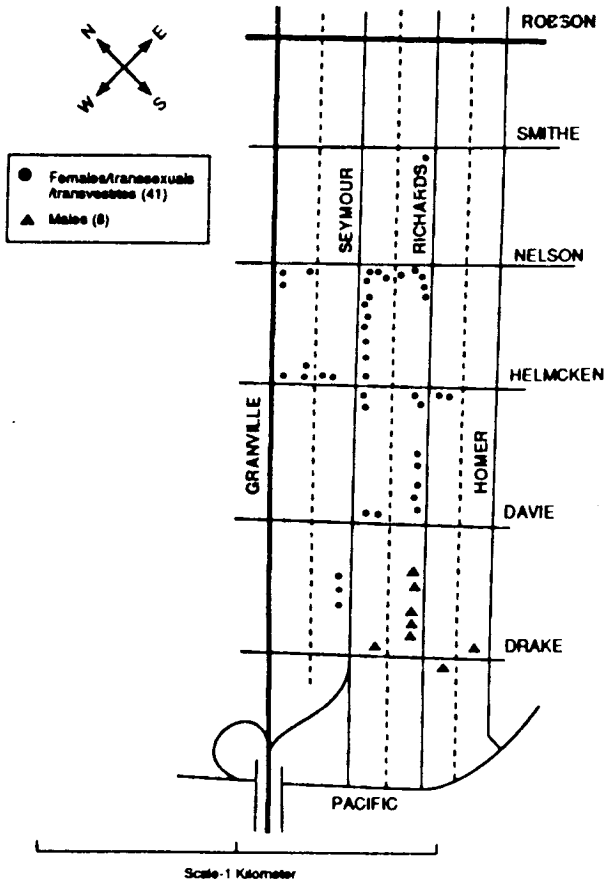 ROBSON
N
E
W
S
SMITHE
● Females/transsexuals
/transvestites (41)
▲ Males (8)
SEYMOUR
RICHARDS
NELSON
HELMCKEN
GRANVILLE
HOMER
DAVIE
DRAKE
PACIFIC
Scale-1 Kilometer